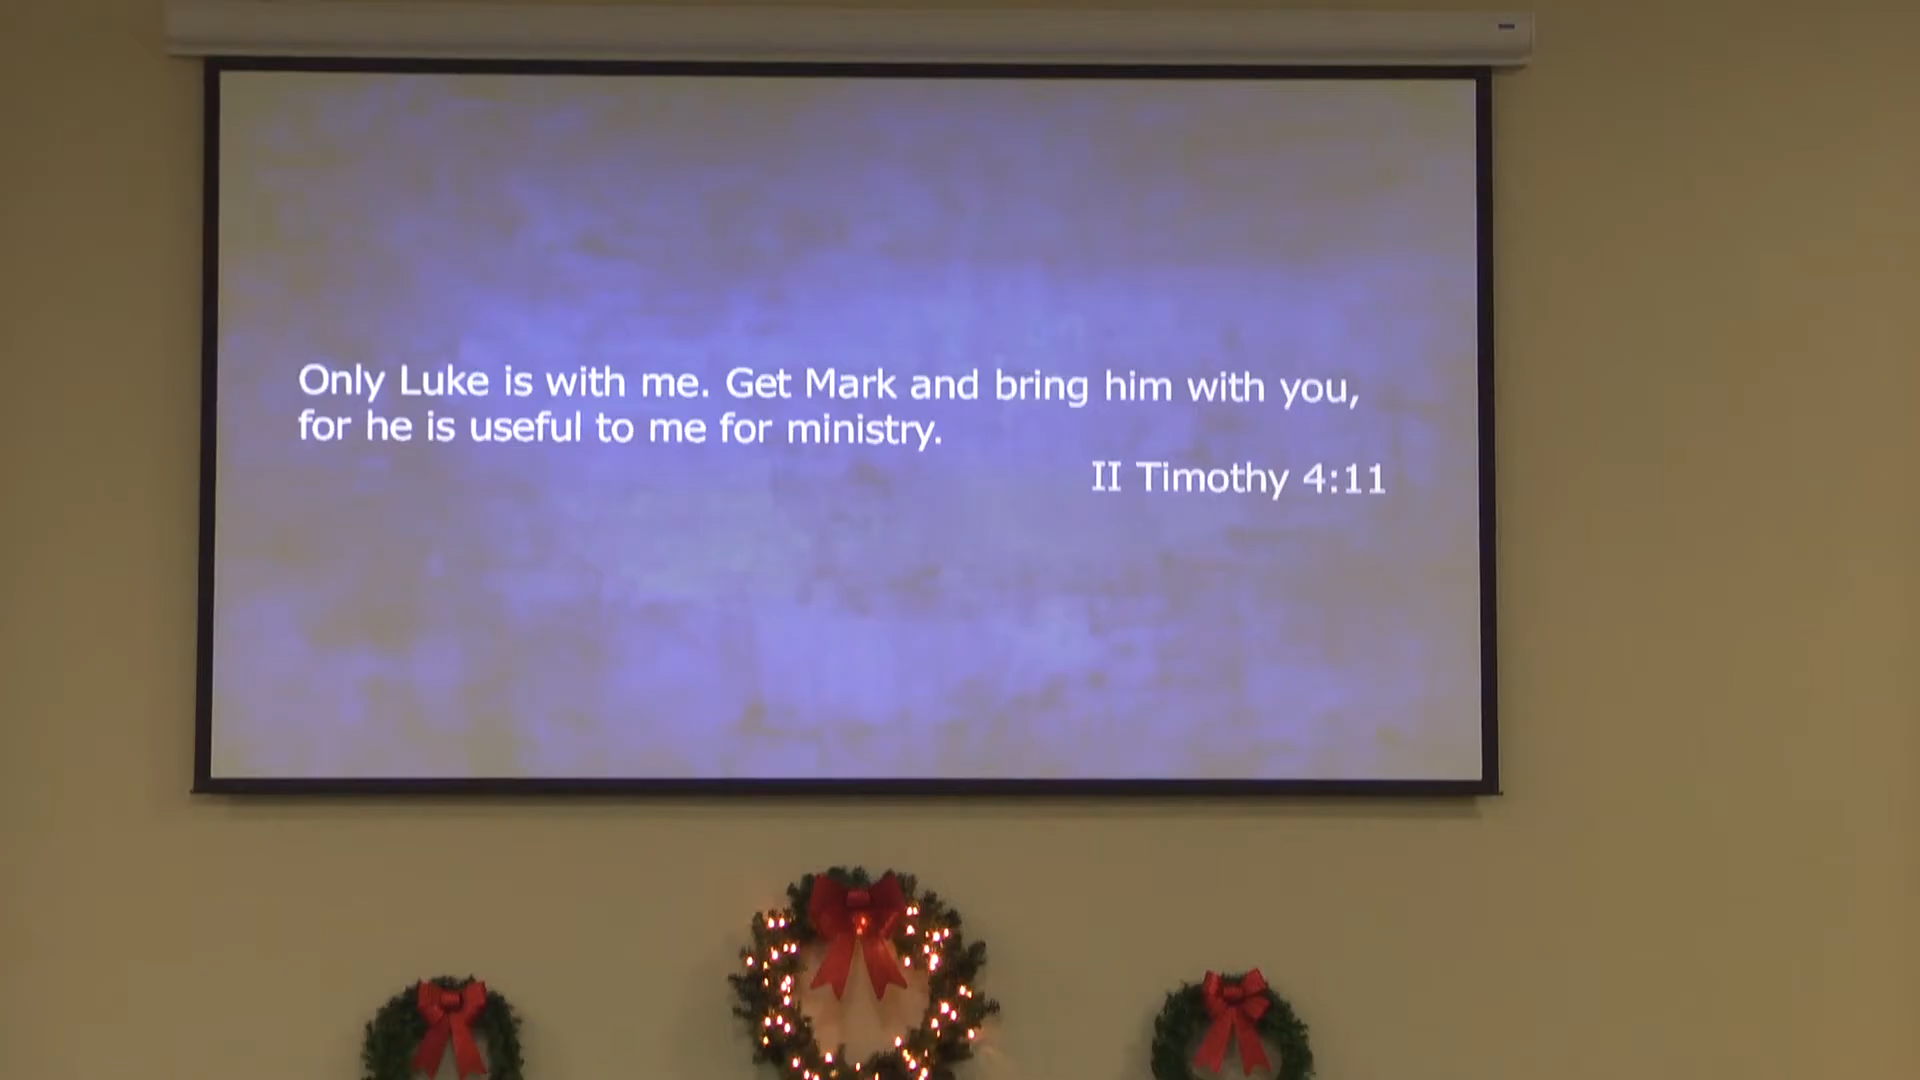 Only Luke is with me. Get Mark and bring him with you,
for he is useful to me for ministry.
II Timothy 4:11